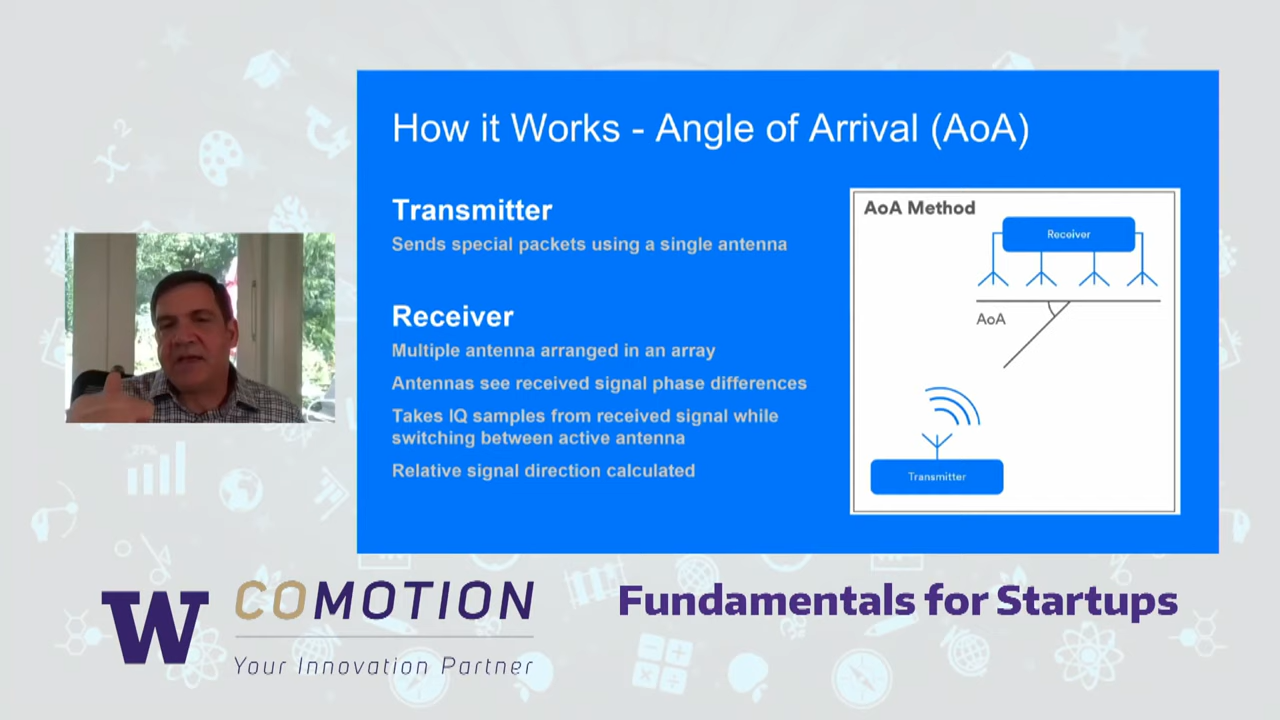 How it Works - Angle of Arrival (AoA)
Transmitter
Sends special packets using a single antenna
Receiver
Multiple antenna arranged in an array
Antennas see received signal phase differences
Takes IQ samples from received signal while
switching between active antenna
Relative signal direction calculated
AoA Method
Receiver
AoA
Transmitter
W
COMOTION
Your Innovation Partner
Fundamentals for Startups
27%
x²